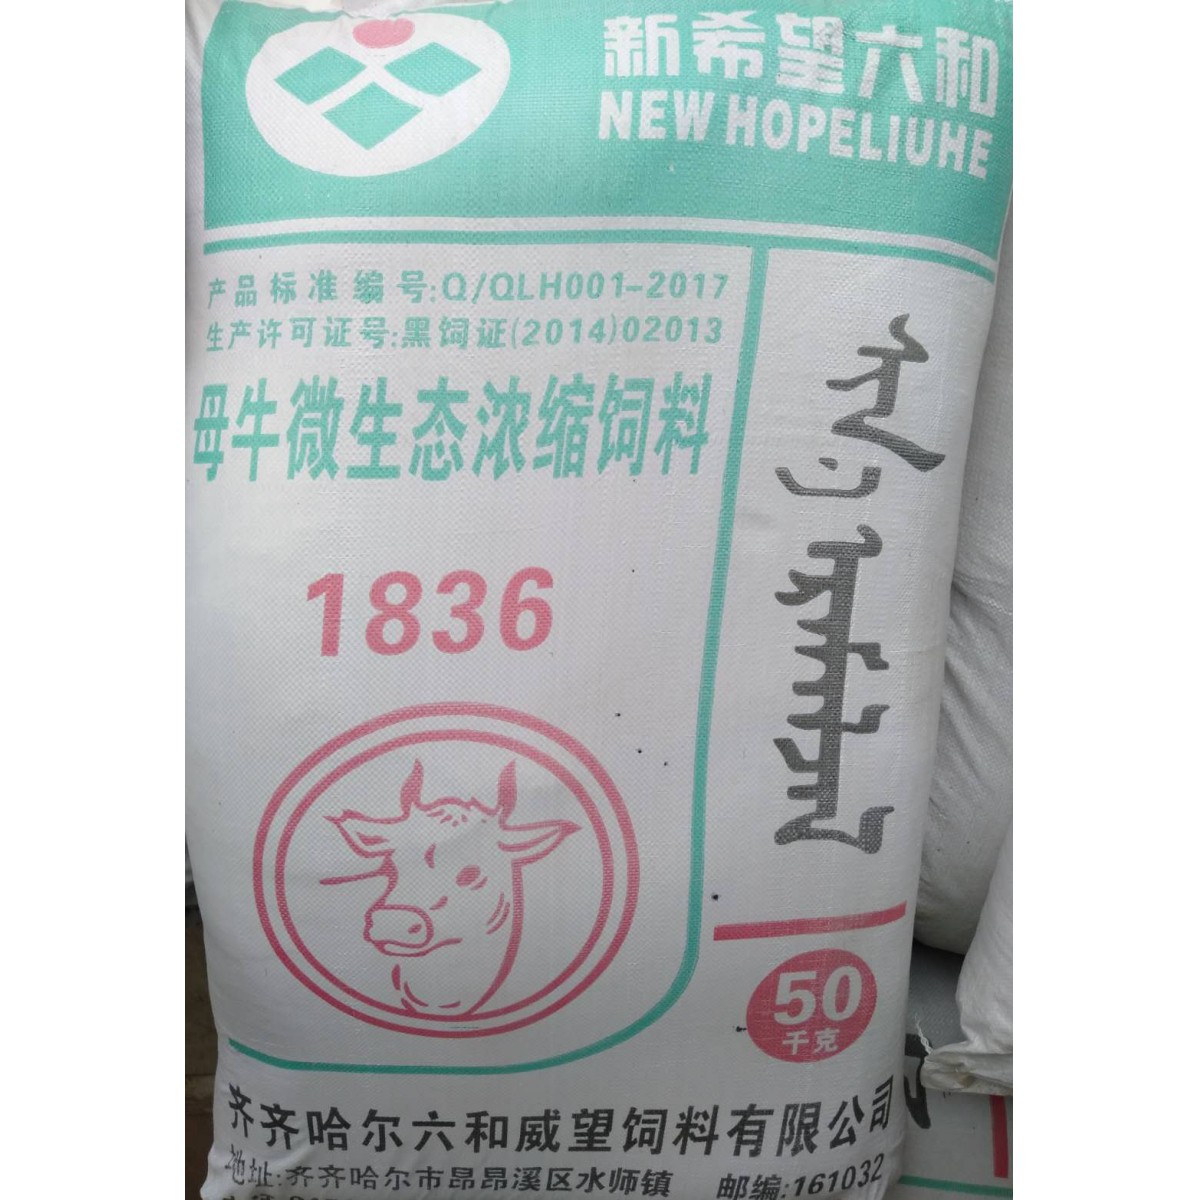 新希望六和
NEW HOPE LIUHE
产品标准编号:Q/QLH001-2017
生产许可证号:黑饲证(2014)02013
母牛微生态浓缩饲料
1836
50
千克
齐齐哈尔六和威望饲料有限公司
地址:齐齐哈尔市昂昂溪区水师镇 邮编:161032